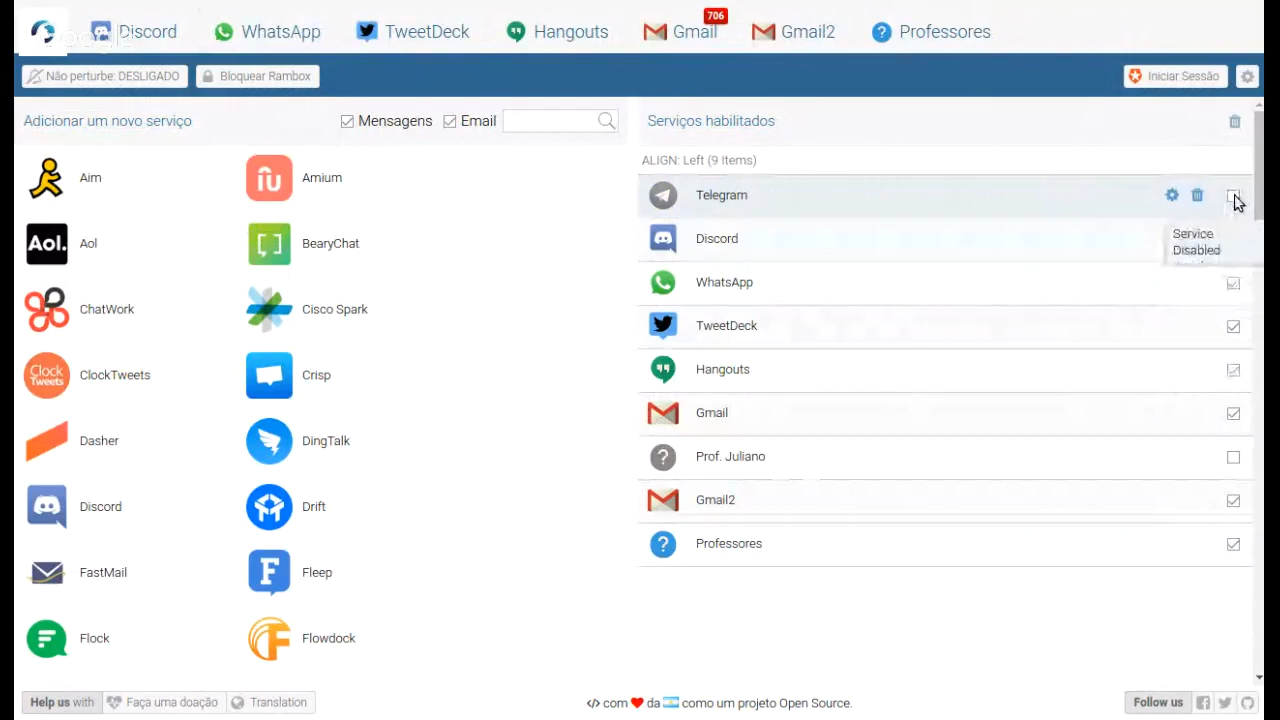 Discord
WhatsApp
TweetDeck
Hangouts
706
Gmail
Gmail2
Professores
Não perturbe: DESLIGADO
Bloquear Rambox
Iniciar Sessão
Adicionar um novo serviço
Mensagens
Email
Serviços habilitados
ALIGN: Left (9 Items)
Aim
Amium
Aol.
Aol
BearyChat
ChatWork
Cisco Spark
Clock
Tweets
ClockTweets
Crisp
Dasher
DingTalk
Discord
Drift
FastMail
Fleep
Flock
Flowdock
Telegram
Service
Disabled
Discord
WhatsApp
TweetDeck
Hangouts
Gmail
Prof. Juliano
Gmail2
Professores
Help us with
Faça uma doação
Translation
</> com ❤ da 🇦🇷 como um projeto Open Source.
Follow us